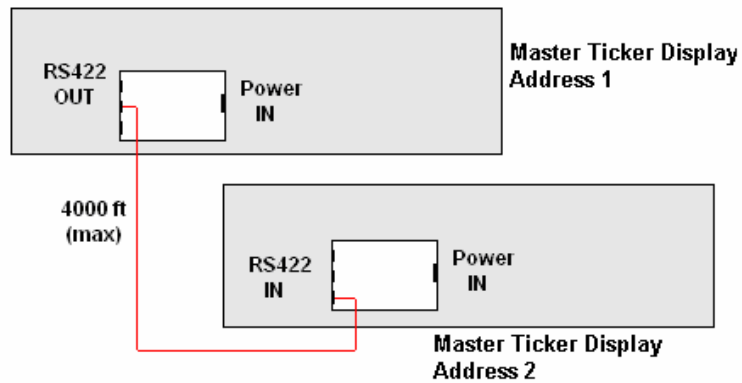 Master Ticker Display
Address 1
RS422
OUT
Power
IN
4000 ft
(max)
RS422
IN
Power
IN
Master Ticker Display
Address 2